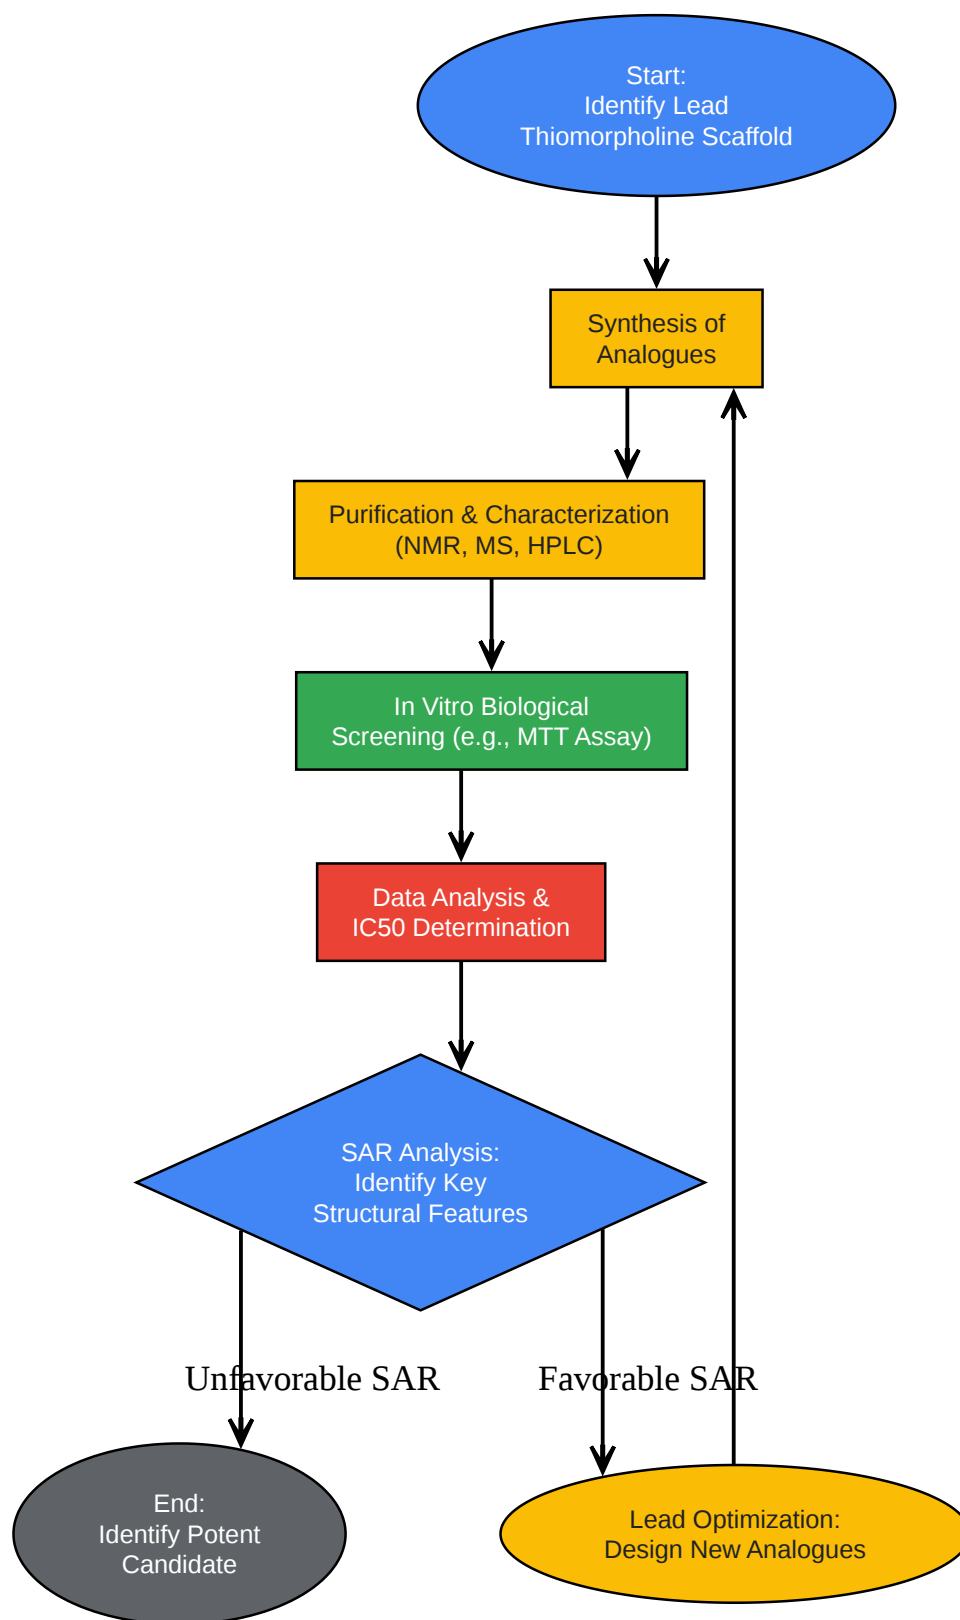 Start:
Identify Lead
Thiomorpholine Scaffold
Synthesis of
Analogues
Purification & Characterization
(NMR, MS, HPLC)
In Vitro Biological
Screening (e.g., MTT Assay)
Data Analysis &
IC50 Determination
SAR Analysis:
Identify Key
Structural Features
Unfavorable SAR
Favorable SAR
End:
Identify Potent
Candidate
Lead Optimization:
Design New Analogues